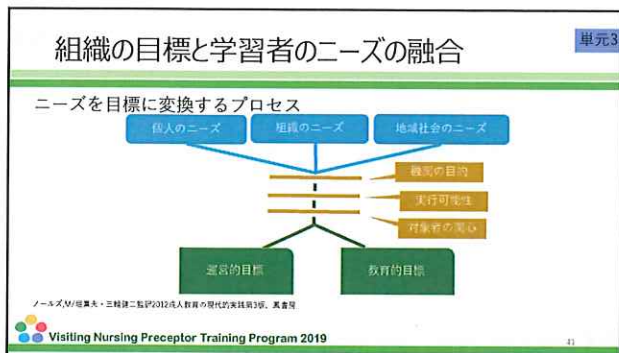 組織の目標と学習者のニーズの融合
単元3
ニーズを目標に変換するプロセス
個人のニーズ
組織のニーズ
地域社会のニーズ
機関の目的
実行可能性
対象者の関心
運営的目標
教育的目標
ノールズ,M/堀薫夫・三輪建二監訳2012成人教育の現代的実践第3版、鳳書房
Visiting Nursing Preceptor Training Program 2019
41